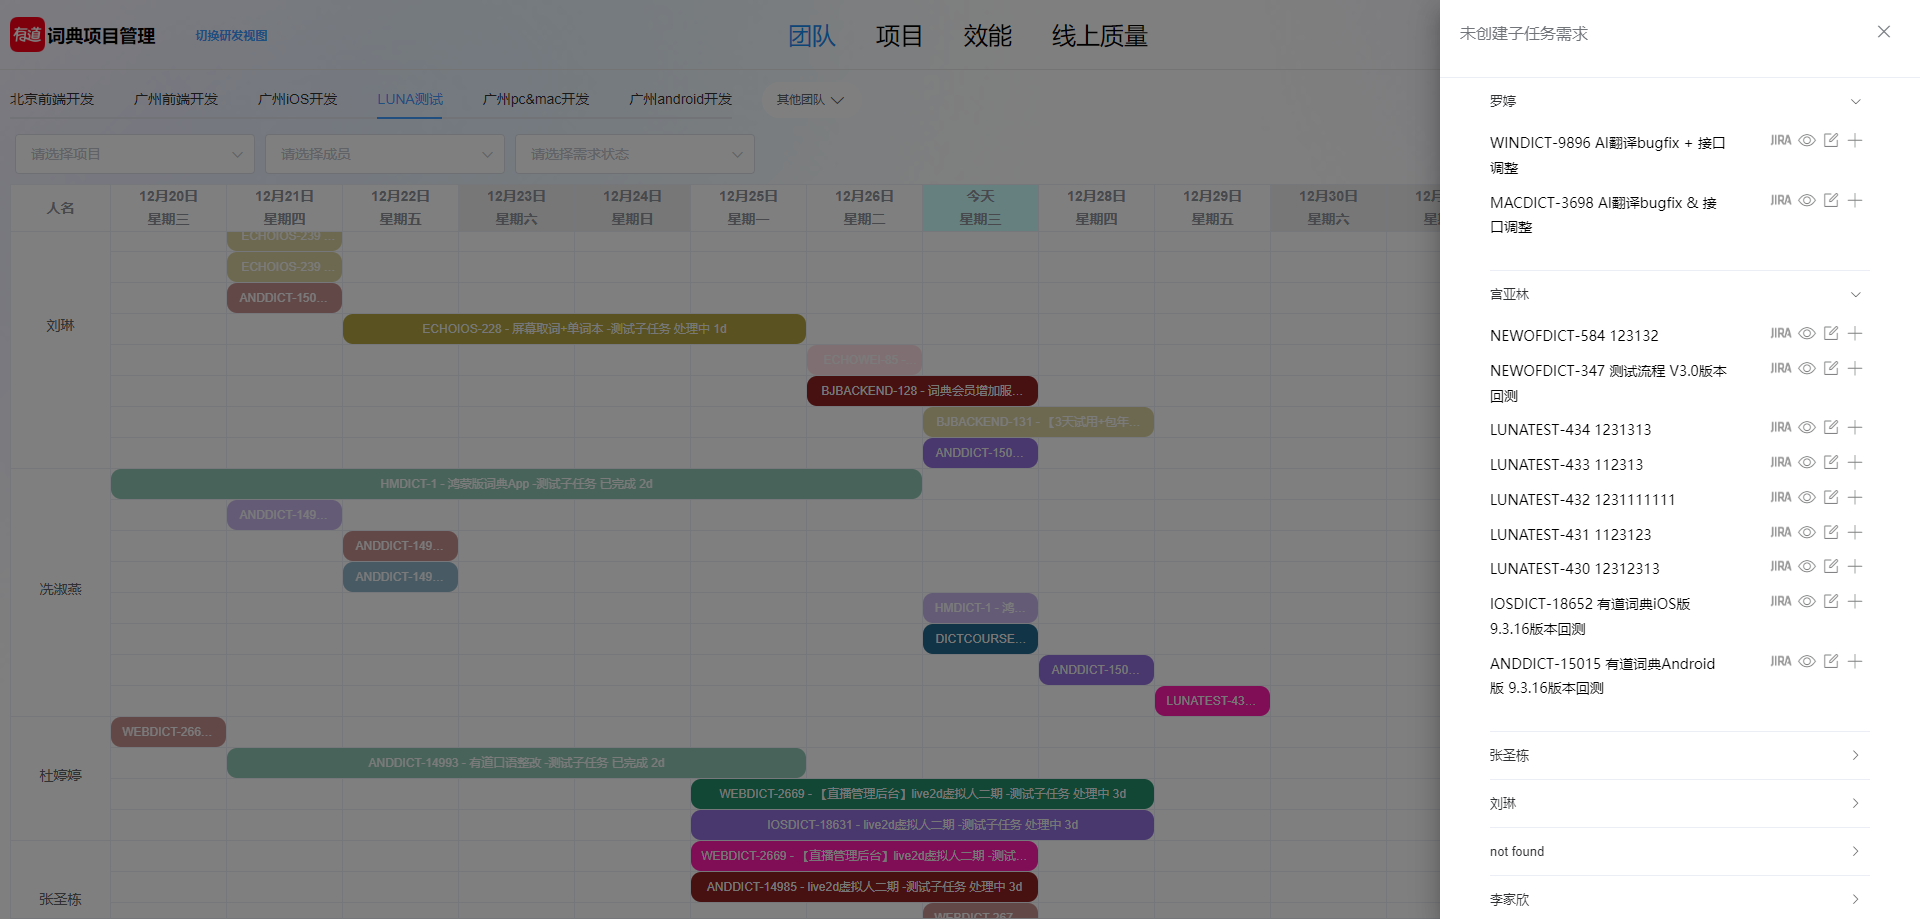 有道 词典项目管理 切换研发视图
团队 项目 效能 线上质量
北京前端开发 广州前端开发 广州iOS开发 LUNA测试 广州pc&mac开发 广州android开发 其他团队
请选择项目 请选择成员 请选择需求状态
人名
12月20日 12月21日 12月22日 12月23日 12月24日 12月25日 12月26日 今天 12月28日 12月29日 12月30日
星期三 星期四 星期五 星期六 星期日 星期一 星期二 星期三 星期四 星期五 星期六
ECHOIOS-239 ...
ECHOIOS-239 ...
ANDDICT-150...
刘琳
ECHOIOS-228 - 屏幕取词+单词本 -测试子任务 处理中 1d
BJBACKEND-128 - 词典会员增加服...
BJBACKEND-131 - 【3天试用+包年...
ANDDICT-150...
HMDICT-1 - 鸿蒙版词典App -测试子任务 已完成 2d
ANDDICT-149...
ANDDICT-149...
ANDDICT-149...
冼淑燕
HMDICT-1 - 鸿...
DICTCOURSE...
ANDDICT-150...
LUNATEST-43...
WEBDICT-266...
ANDDICT-14993 - 有道口语整改 -测试子任务 已完成 2d
杜婷婷
WEBDICT-2669 - 【直播管理后台】live2d虚拟人二期 -测试子任务 处理中 3d
IOSDICT-18631 - live2d虚拟人二期 -测试子任务 处理中 3d
WEBDICT-2669 - 【直播管理后台】live2d虚拟人二期 -测试...
ANDDICT-14985 - live2d虚拟人二期 -测试子任务 处理中 3d
张圣栋
WEBDICT-267...
未创建子任务需求
罗婷
WINDICT-9896 AI翻译bugfix + 接口 JIRA
调整
MACDICT-3698 AI翻译bugfix & 接 JIRA
口调整
宫亚林
NEWOFDICT-584 123132 JIRA
NEWOFDICT-347 测试流程 V3.0版本 JIRA
回测
LUNATEST-434 1231313 JIRA
LUNATEST-433 112313 JIRA
LUNATEST-432 1231111111 JIRA
LUNATEST-431 1123123 JIRA
LUNATEST-430 12312313 JIRA
IOSDICT-18652 有道词典iOS版 JIRA
9.3.16版本回测
ANDDICT-15015 有道词典Android JIRA
版 9.3.16版本回测
张圣栋
刘琳
not found
李家欣